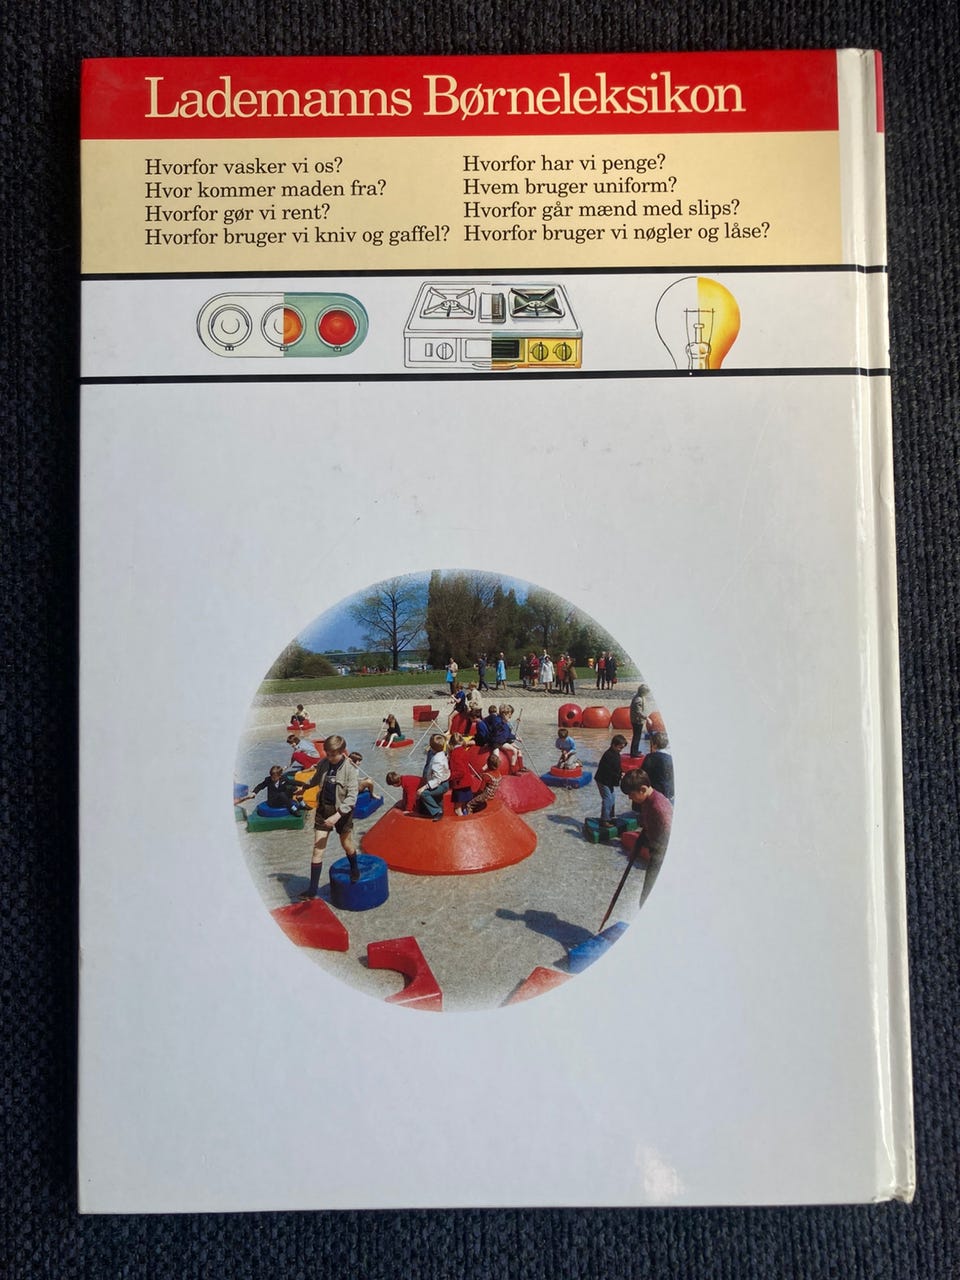 Lademanns Børneleksikon
Hvorfor vasker vi os?
Hvor kommer maden fra?
Hvorfor gør vi rent?
Hvorfor bruger vi kniv og gaffel?
Hvorfor har vi penge?
Hvem bruger uniform?
Hvorfor går mænd med slips?
Hvorfor bruger vi nøgler og låse?